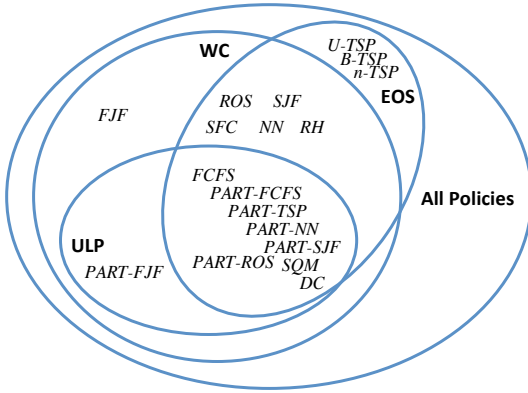 U-TSP
B-TSP
n-TSP
WC
EOS
FJF
ROS SJF
SFC NN RH
FCFS
PART-FCFS
PART-TSP
PART-NN
PART-SJF
PART-ROS SQM
DC
ULP
PART-FJF
All Policies